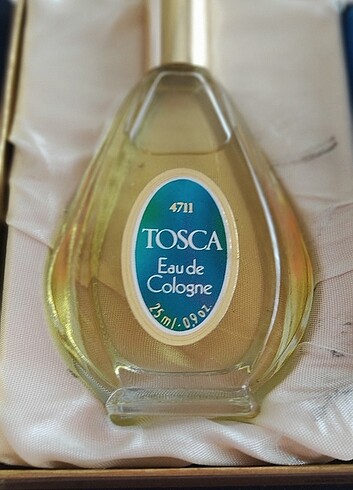 4711
TOSCA
Eau de
Cologne
25 ml - 0,9 oz.